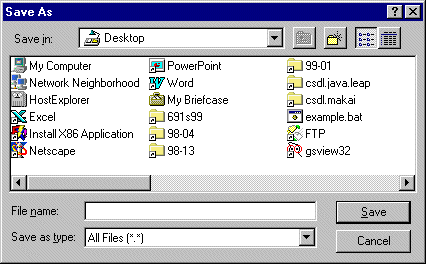 Save As
Save in: Desktop
My Computer PowerPoint 99-01
Network Neighborhood Word csdl.java.leap
HostExplorer My Briefcase csdl.makai
Excel 691s99 example.bat
Install X86 Application 98-04 FTP
Netscape 98-13 gsview32
File name: Save
Save as type: All Files (*.*) Cancel